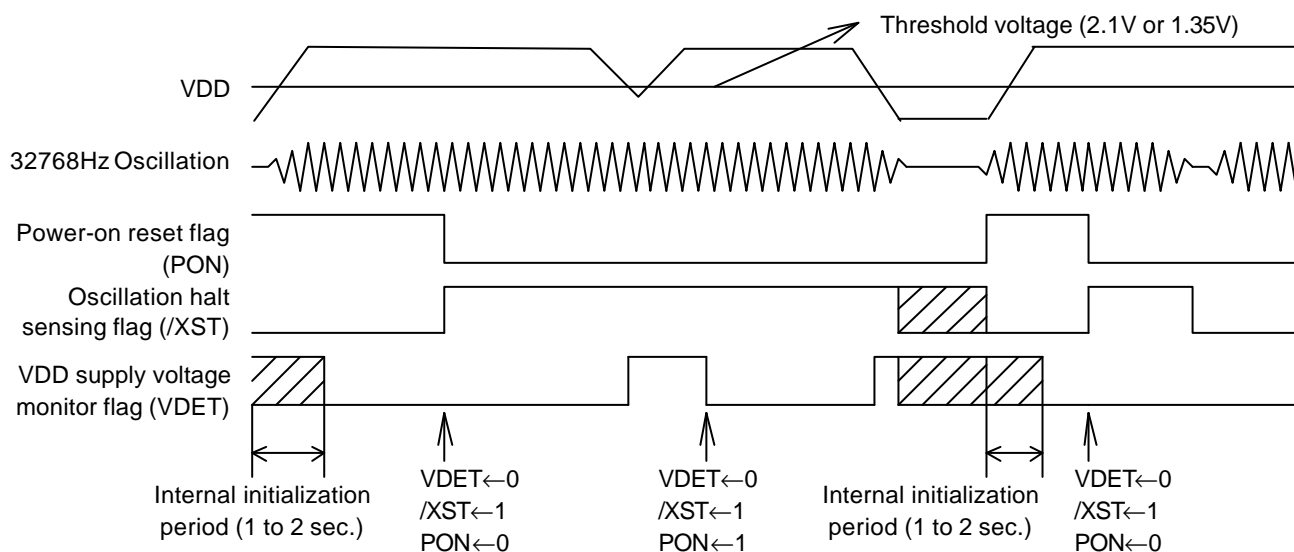 Threshold voltage (2.1V or 1.35V)
VDD
32768Hz Oscillation
Power-on reset flag
(PON)
Oscillation halt
sensing flag (/XST)
VDD supply voltage
monitor flag (VDET)
Internal initialization
period (1 to 2 sec.)
VDET←0
/XST←1
PON←0
VDET←0
/XST←1
PON←1
Internal initialization
period (1 to 2 sec.)
VDET←0
/XST←1
PON←0